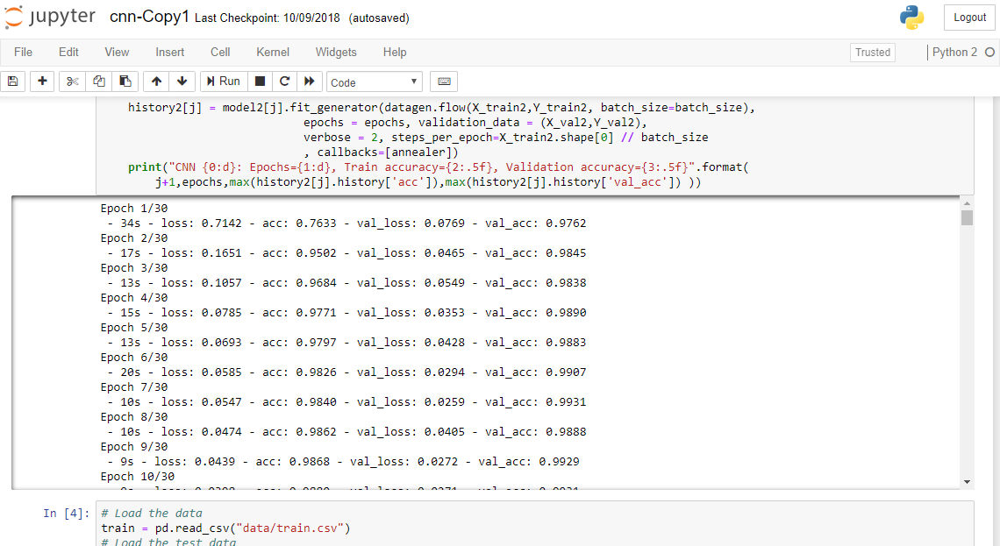 jupyter cnn-Copy1 Last Checkpoint: 10/09/2018 (autosaved) Logout
File Edit View Insert Cell Kernel Widgets Help Trusted Python 2
Run Code
history2[j] = model2[j].fit_generator(datagen.flow(X_train2,Y_train2, batch_size=batch_size),
epochs = epochs, validation_data = (X_val2,Y_val2),
verbose = 2, steps_per_epoch=X_train2.shape[0] // batch_size
, callbacks=[annealer])
print("CNN {0:d}: Epochs={1:d}, Train accuracy={2:.5f}, Validation accuracy={3:.5f}".format(
j+1,epochs,max(history2[j].history['acc']),max(history2[j].history['val_acc']) ))
Epoch 1/30
- 34s - loss: 0.7142 - acc: 0.7633 - val_loss: 0.0769 - val_acc: 0.9762
Epoch 2/30
- 17s - loss: 0.1651 - acc: 0.9502 - val_loss: 0.0465 - val_acc: 0.9845
Epoch 3/30
- 13s - loss: 0.1057 - acc: 0.9684 - val_loss: 0.0549 - val_acc: 0.9838
Epoch 4/30
- 15s - loss: 0.0785 - acc: 0.9771 - val_loss: 0.0353 - val_acc: 0.9890
Epoch 5/30
- 13s - loss: 0.0693 - acc: 0.9797 - val_loss: 0.0428 - val_acc: 0.9883
Epoch 6/30
- 20s - loss: 0.0585 - acc: 0.9826 - val_loss: 0.0294 - val_acc: 0.9907
Epoch 7/30
- 10s - loss: 0.0547 - acc: 0.9840 - val_loss: 0.0259 - val_acc: 0.9931
Epoch 8/30
- 10s - loss: 0.0474 - acc: 0.9862 - val_loss: 0.0405 - val_acc: 0.9888
Epoch 9/30
- 9s - loss: 0.0439 - acc: 0.9868 - val_loss: 0.0272 - val_acc: 0.9929
Epoch 10/30
In [4]: # Load the data
train = pd.read_csv("data/train.csv")
# Load the test data